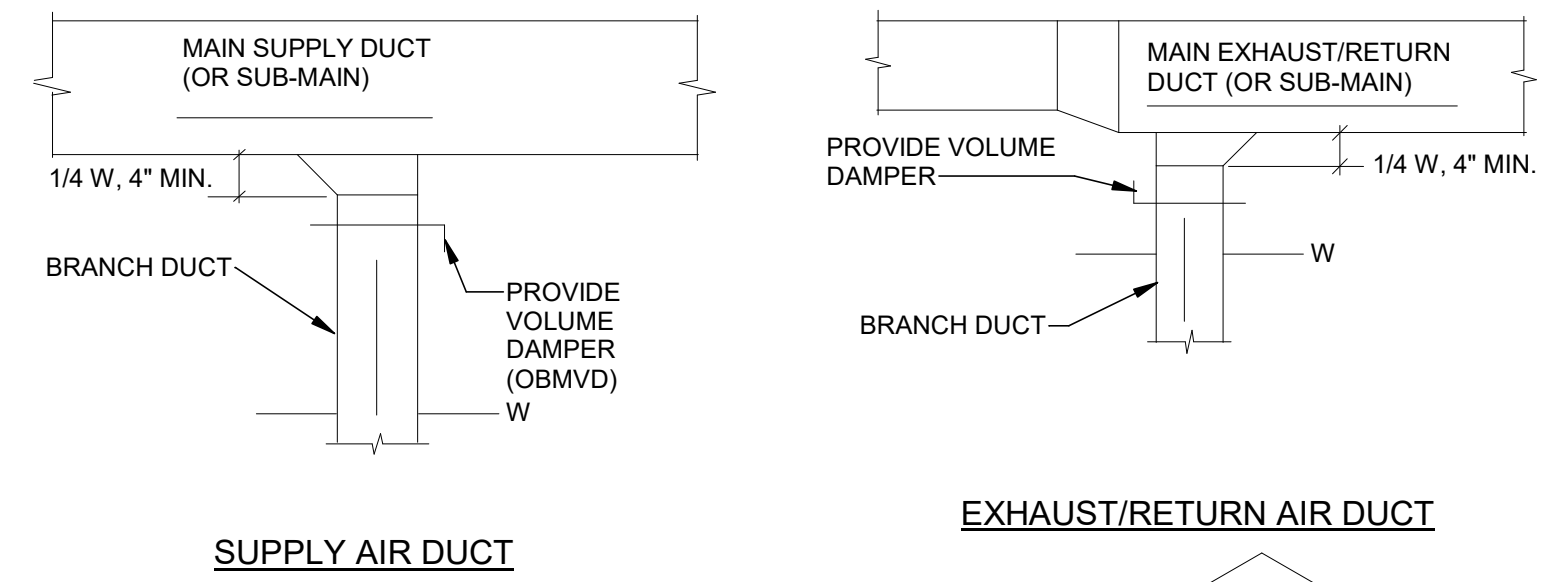 MAIN SUPPLY DUCT
(OR SUB-MAIN)
1/4 W, 4" MIN.
BRANCH DUCT
PROVIDE
VOLUME
DAMPER
(OBMVD)
W
SUPPLY AIR DUCT
MAIN EXHAUST/RETURN
DUCT (OR SUB-MAIN)
PROVIDE VOLUME
DAMPER
1/4 W, 4" MIN.
W
BRANCH DUCT
EXHAUST/RETURN AIR DUCT